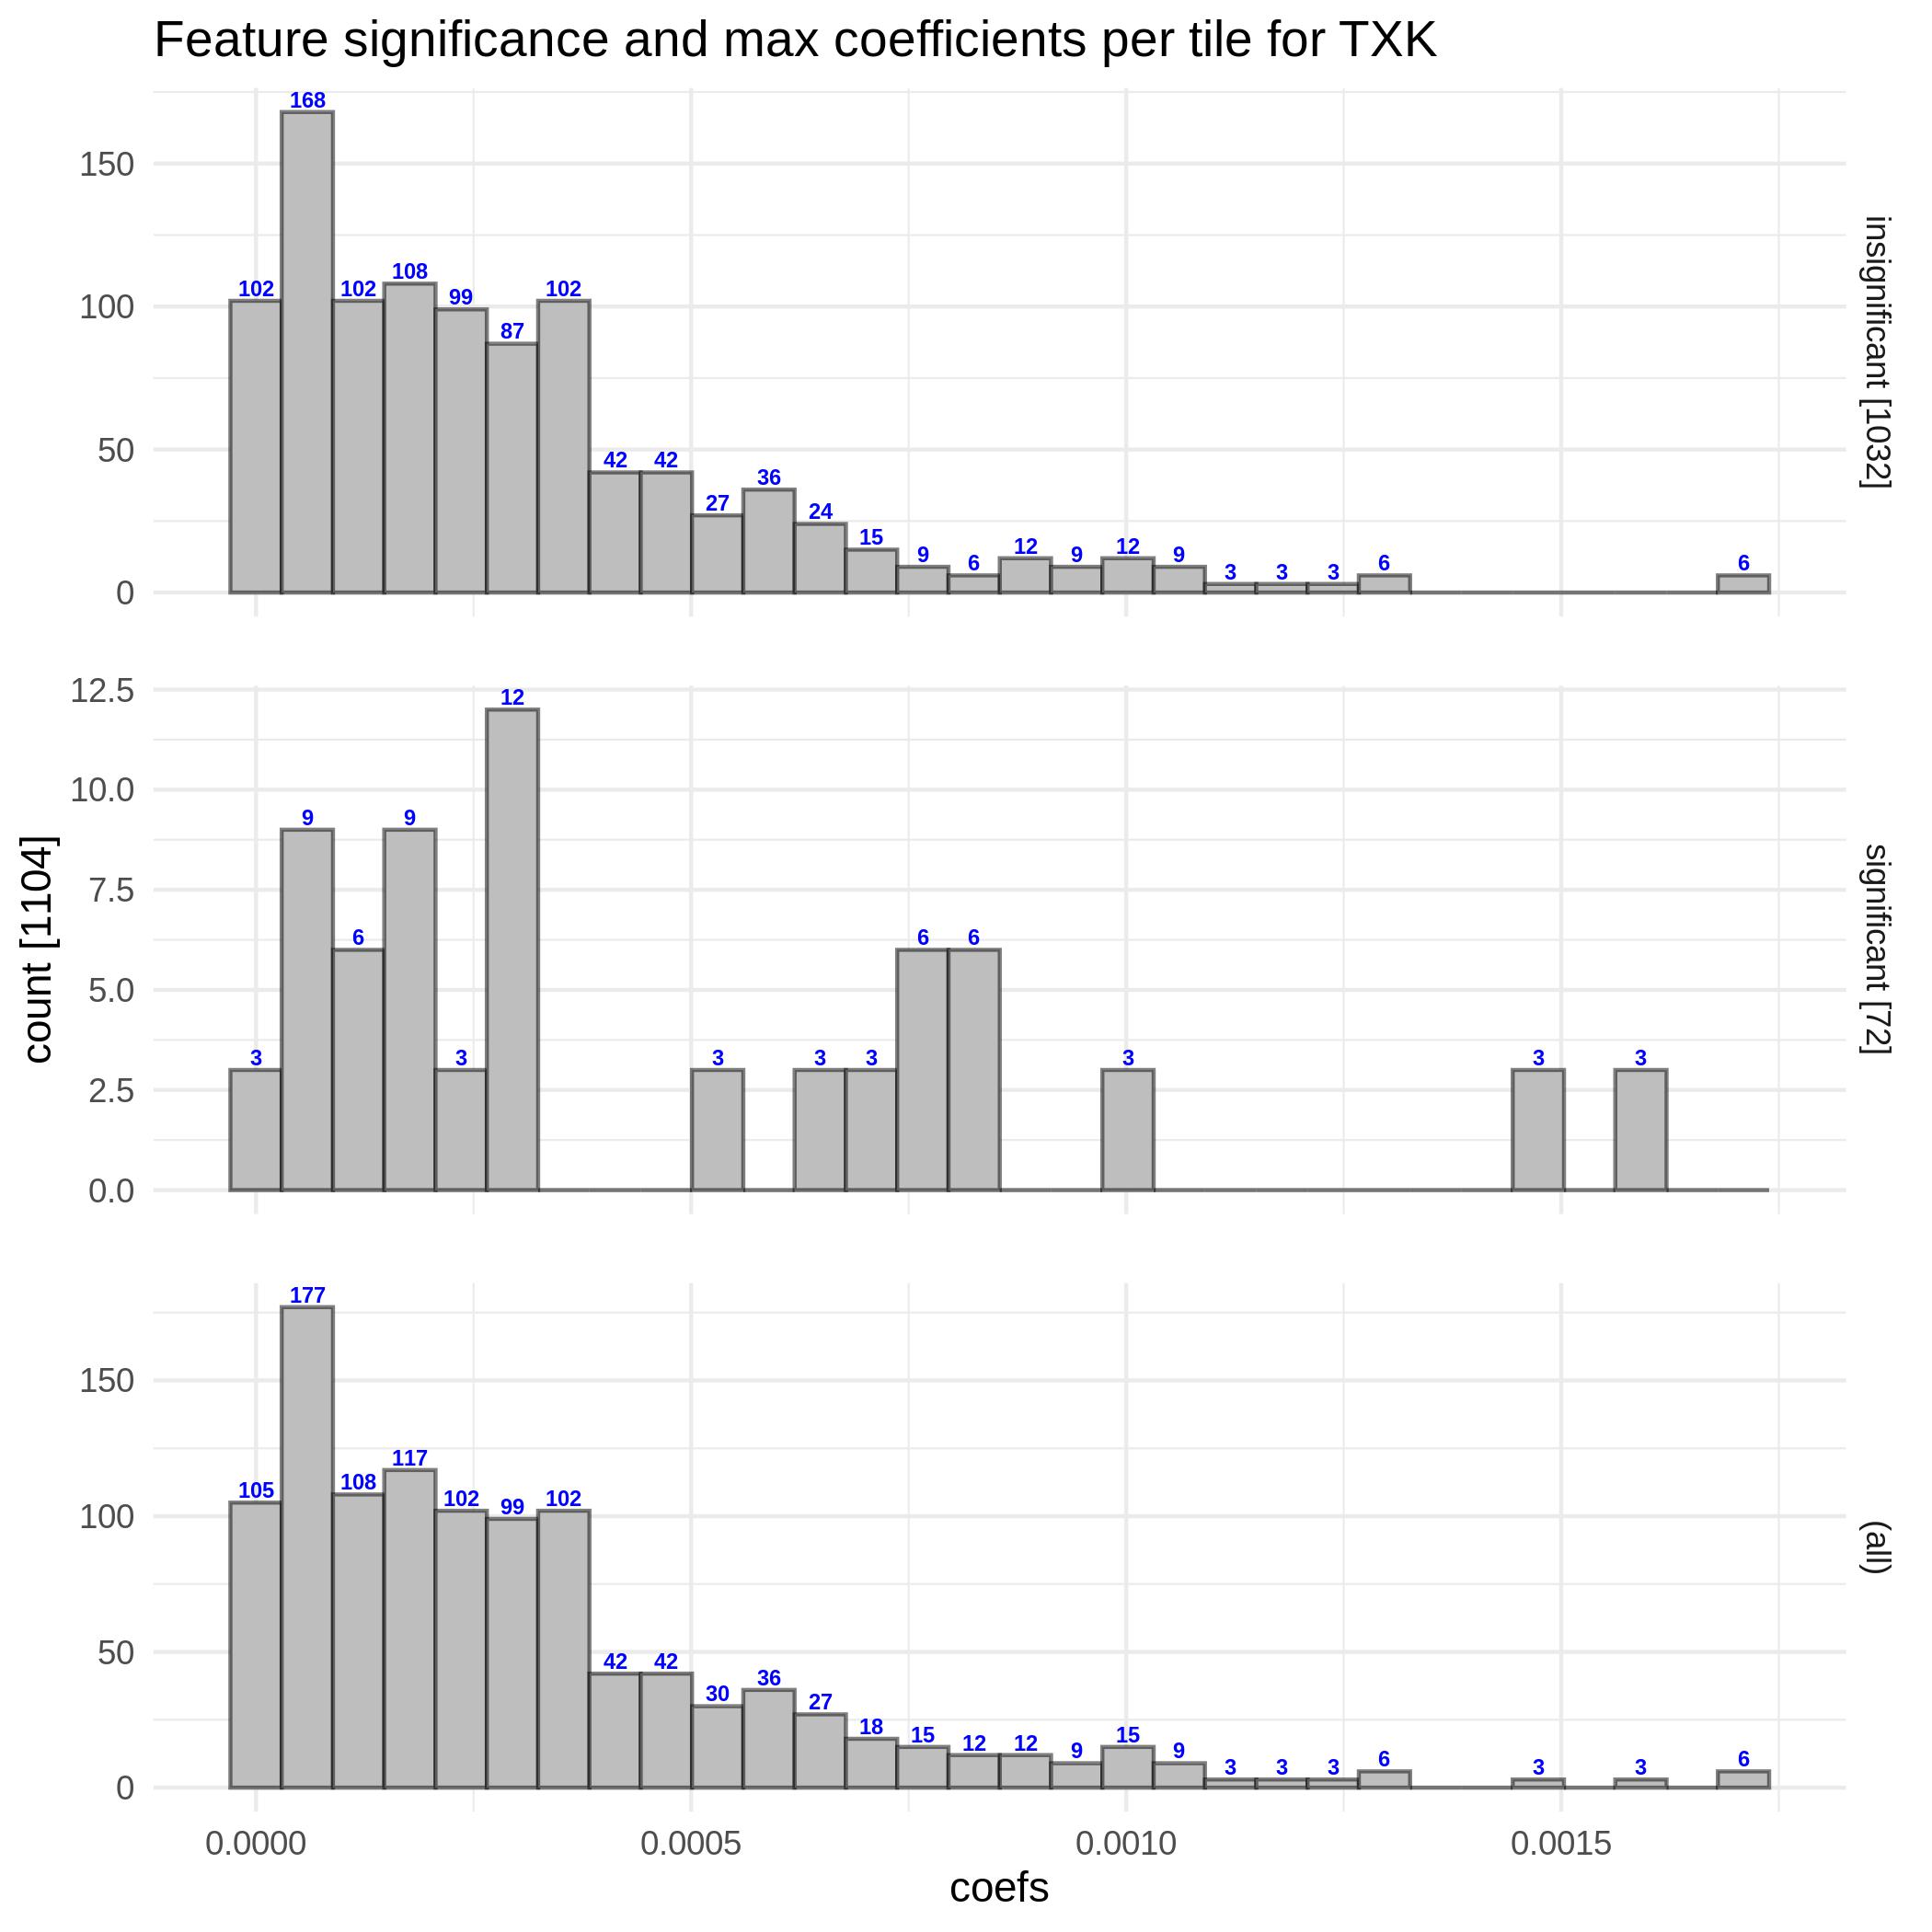 Feature significance and max coefficients per tile for TXK
168
150
102 102 108 99 87 102
100
50
42 42 27 36 24 15 9 6 12 9 12 9 3 3 3 6 6
0
insignificant [1032]
12.5
12
10.0
9 9
7.5
6 6 6
5.0
3 3 3 3 3 3 3 3
2.5
0.0
significant [72]
count [1104]
177
150
105 108 117 102 99 102
100
50
42 42 30 36 27 18 15 12 12 9 15 9 3 3 3 6 3 3 6
0
(all)
0.0000 0.0005 0.0010 0.0015
coefs